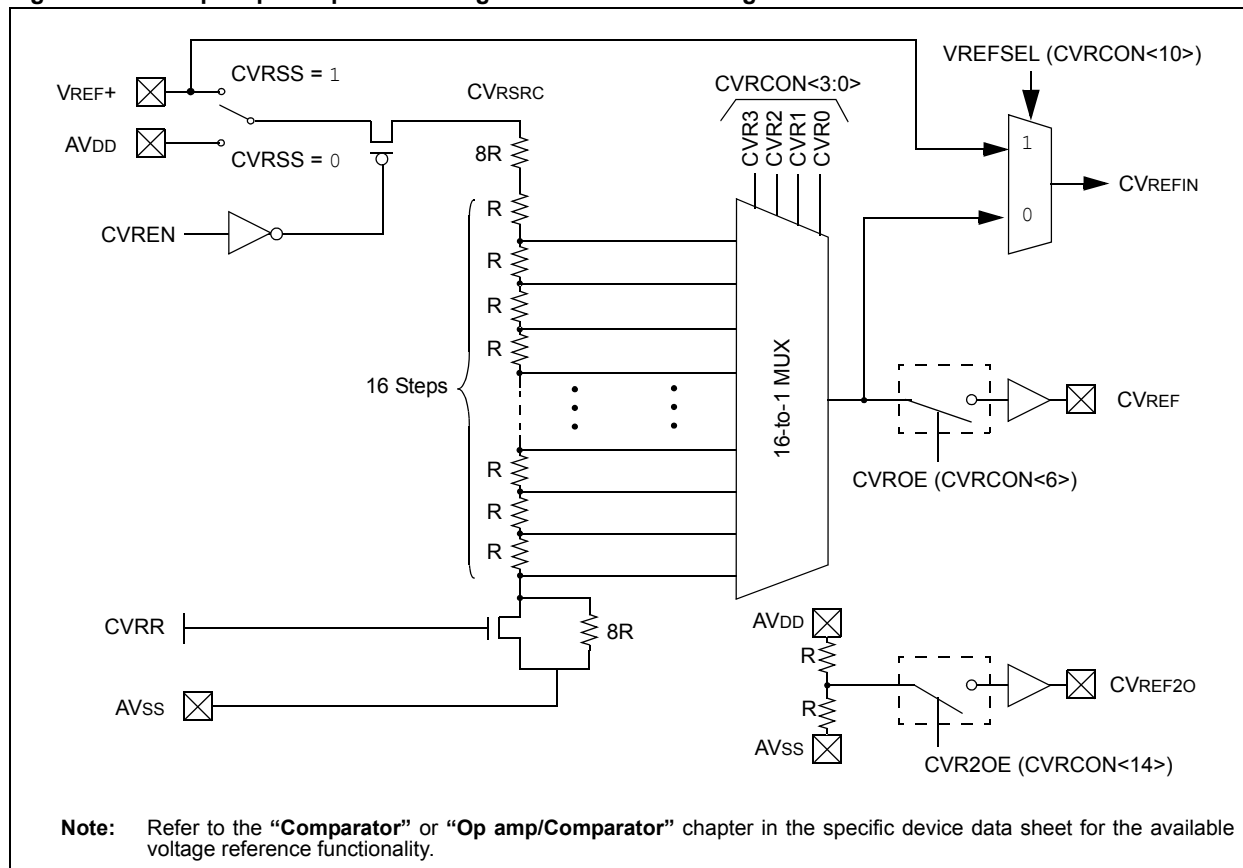 VREF+
CVRSS = 1
AVDD
CVRSS = 0
CVREN
CVRSRC
8R
R
R
R
R
16 Steps
R
R
R
CVRR
8R
AVSS
CVRCON<3:0>
CVR3
CVR2
CVR1
CVR0
16-to-1 MUX
VREFSEL (CVRCON<10>)
1
0
CVREFIN
CVREF
CVROE (CVRCON<6>)
AVDD
R
R
AVSS
CVREF2O
CVR2OE (CVRCON<14>)
Note: Refer to the “Comparator” or “Op amp/Comparator” chapter in the specific device data sheet for the available
voltage reference functionality.